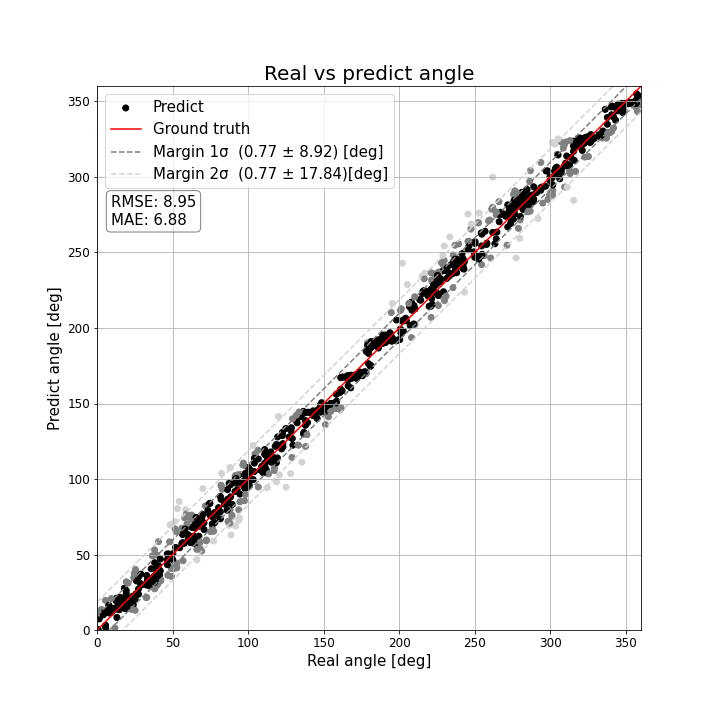 Real vs predict angle
Predict
Ground truth
Margin 1σ  (0.77 ± 8.92) [deg]
Margin 2σ  (0.77 ± 17.84)[deg]
RMSE: 8.95
MAE: 6.88
Predict angle [deg]
350
300
250
200
150
100
50
0
0 50 100 150 200 250 300 350
Real angle [deg]